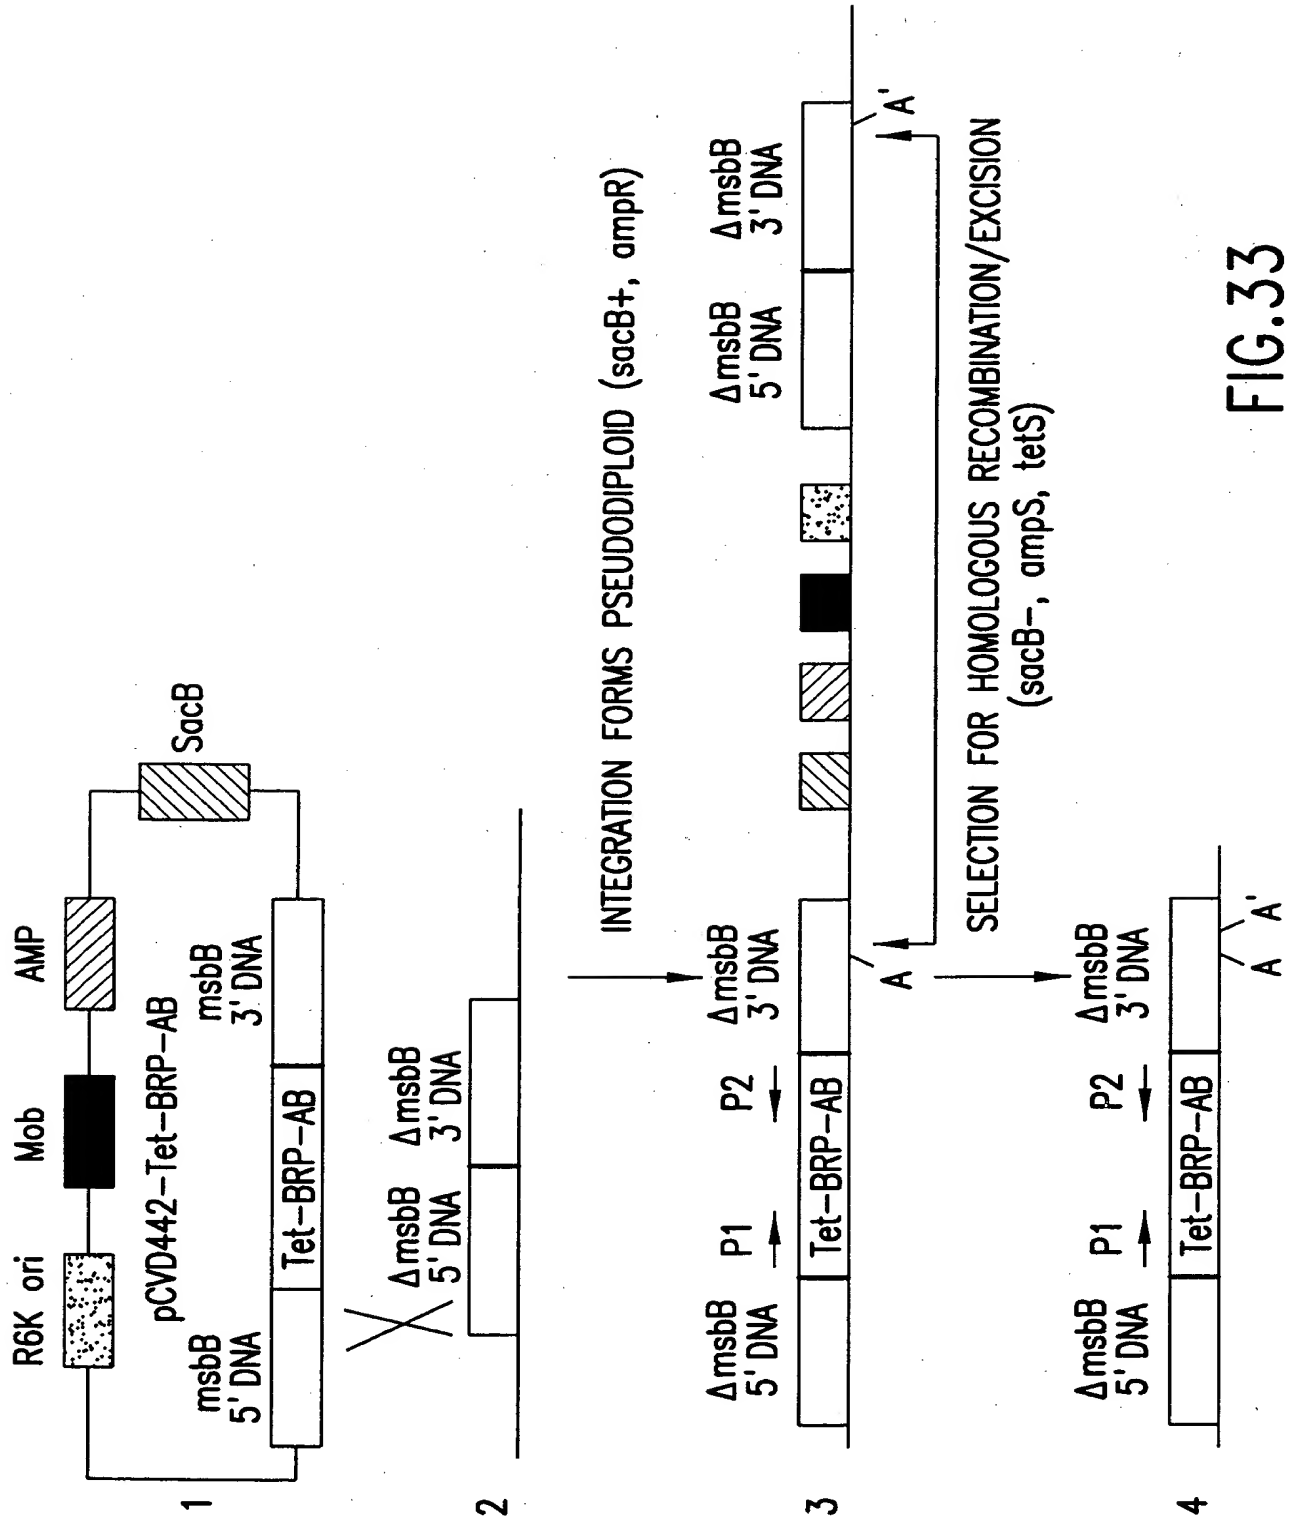 1
R6K ori
Mob
AMP
SacB
pCVD442-Tet-BRP-AB
msbB
5' DNA
Tet-BRP-AB
msbB
3' DNA
2
ΔmsbB
5' DNA
ΔmsbB
3' DNA
INTEGRATION FORMS PSEUDODIPLOID (sacB+, ampR)
3
ΔmsbB
5' DNA
P1
P2
Tet-BRP-AB
ΔmsbB
3' DNA
ΔmsbB
5' DNA
ΔmsbB
3' DNA
A
A'
SELECTION FOR HOMOLOGOUS RECOMBINATION/EXCISION
(sacB-, ampS, tetS)
4
ΔmsbB
5' DNA
P1
P2
Tet-BRP-AB
ΔmsbB
3' DNA
A
A'
FIG.33